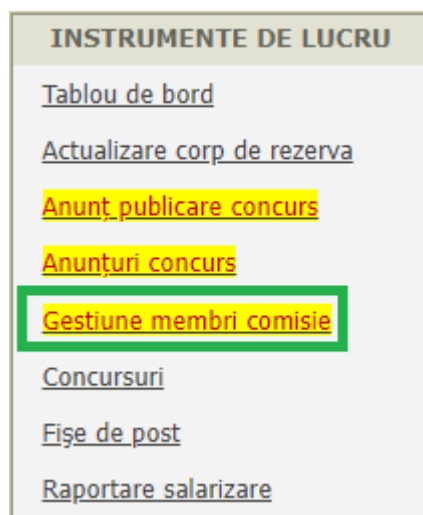 INSTRUMENTE DE LUCRU
Tablou de bord
Actualizare corp de rezerva
Anunț publicare concurs
Anunțuri concurs
Gestiune membri comisie
Concursuri
Fişe de post
Raportare salarizare